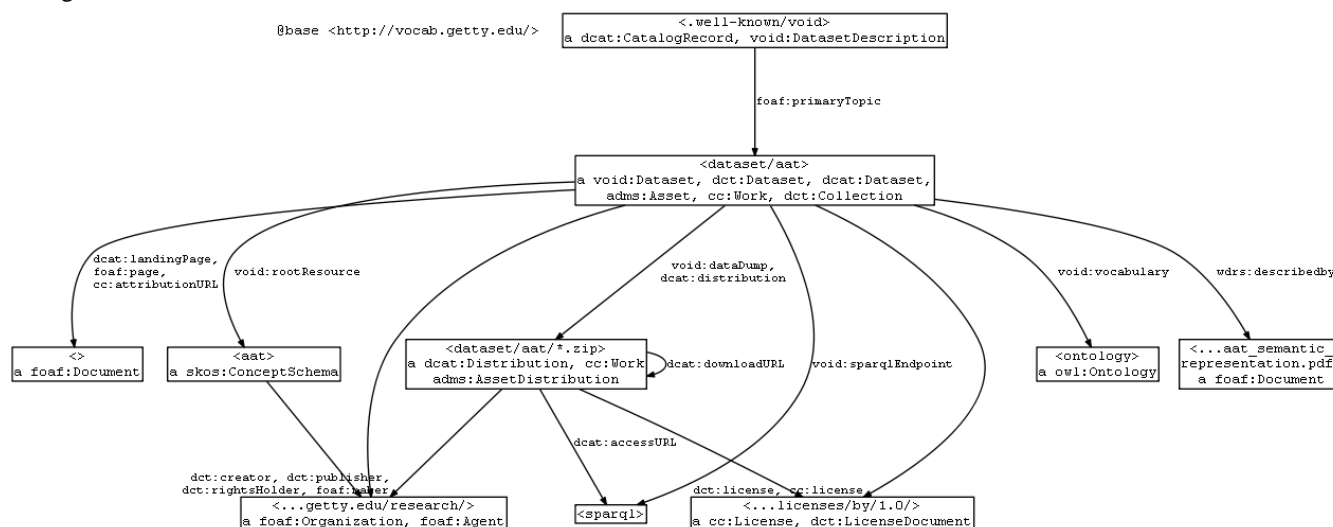 @base <http://vocab.getty.edu/>
<.well-known/void>
a dcat:CatalogRecord, void:DatasetDescription
foaf:primaryTopic
<dataset/aat>
a void:Dataset, dct:Dataset, dcat:Dataset,
adms:Asset, cc:Work, dct:Collection
dcat:landingPage,
foaf:page,
cc:attributionURL
void:rootResource
void:dataDump,
dcat:distribution
void:vocabulary
wdrs:describedby
<>
a foaf:Document
<aat>
a skos:ConceptSchema
<dataset/aat/*.zip>
a dcat:Distribution, cc:Work
adms:AssetDistribution
dcat:downloadURL
void:sparqlEndpoint
<ontology>
a owl:Ontology
<...aat_semantic_
representation.pdf
a foaf:Document
dcat:accessURL
dct:creator, dct:publisher,
dct:rightsHolder, foaf:maker
dct:license, cc:license
<...getty.edu/research/>
a foaf:Organization, foaf:Agent
<sparql>
<...licenses/by/1.0/>
a cc:License, dct:LicenseDocument